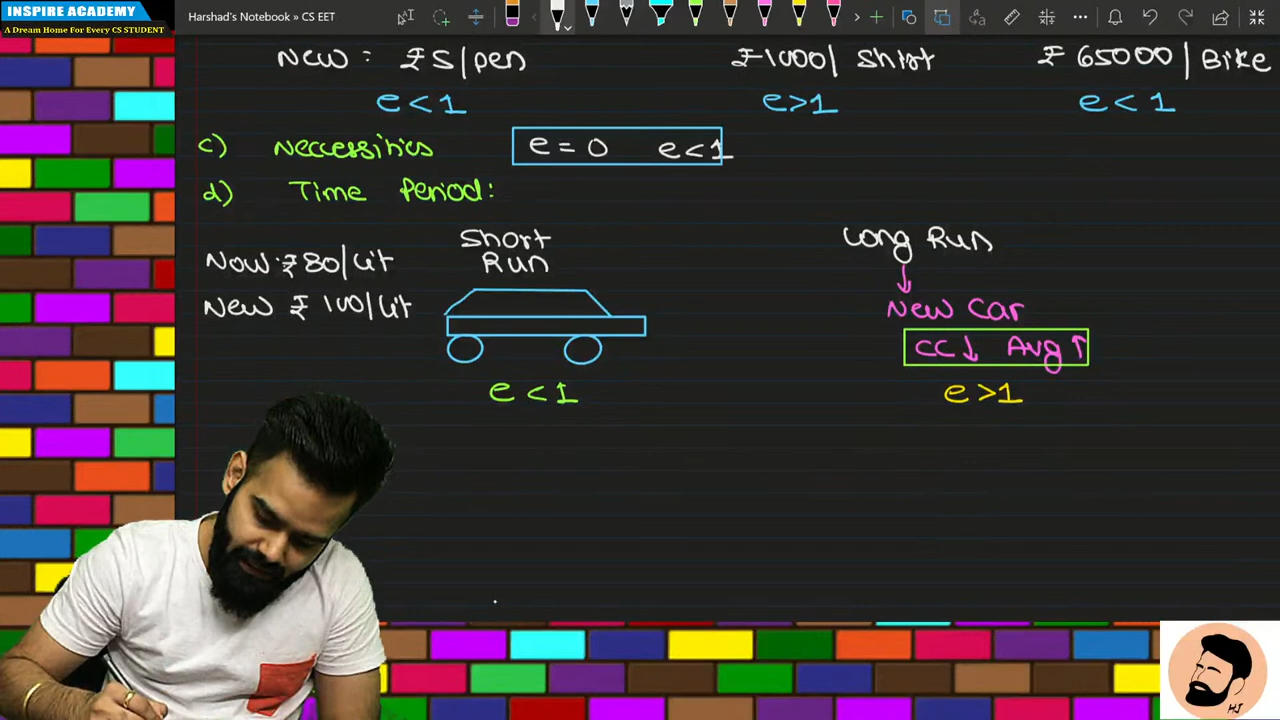 INSPIRE ACADEMY
A Dream Home For Every CS STUDENT
Harshad's Notebook » CS EET
New : ₹5/pen ₹1000/ Shirt ₹ 65000 / Bike
e < 1 e>1 e < 1
c) Neccessities e = 0 e<1
d) Time Period:
Short Run
Long Run
Now : ₹80/Lit
New ₹ 100/Lit
New Car
CC↓ Avg↑
e < 1 e >1
HJ